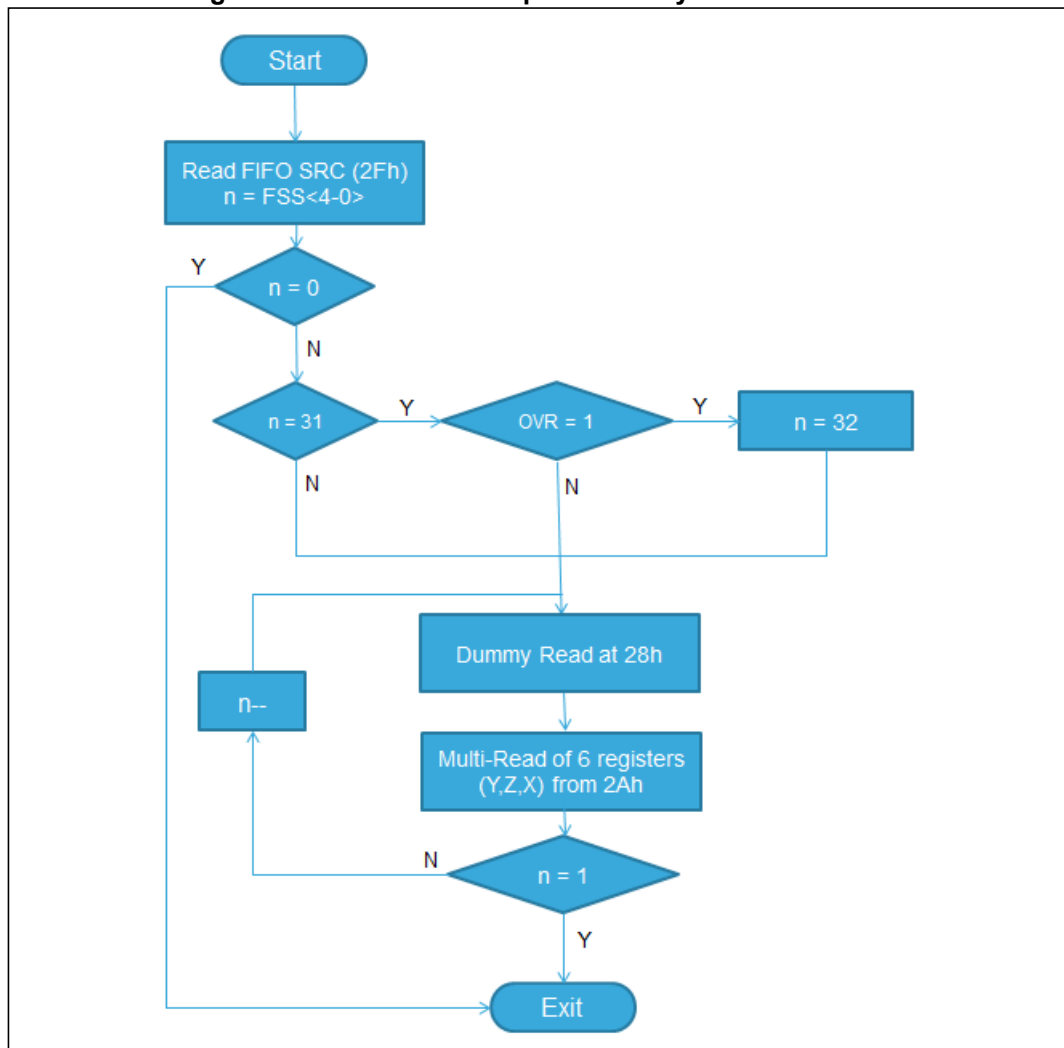 Start
Read FIFO SRC (2Fh)
n = FSS<4-0>
Y
n = 0
N
n = 31
Y
OVR = 1
Y
n = 32
N
N
Dummy Read at 28h
n--
Multi-Read of 6 registers
(Y,Z,X) from 2Ah
N
n = 1
Y
Exit